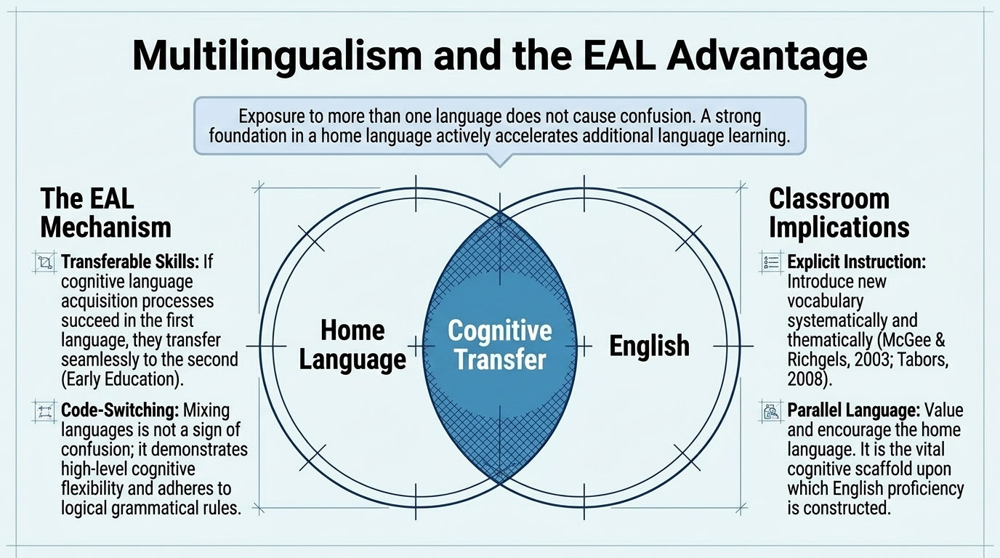 Multilingualism and the EAL Advantage
Exposure to more than one language does not cause confusion. A strong
foundation in a home language actively accelerates additional language learning.
The EAL
Mechanism
Transferable Skills: If
cognitive language
acquisition processes
succeed in the first
language, they transfer
seamlessly to the second
(Early Education).
Code-Switching: Mixing
languages is not a sign of
confusion; it demonstrates
high-level cognitive
flexibility and adheres to
logical grammatical rules.
Home
Language
Cognitive
Transfer
English
Classroom
Implications
Explicit Instruction:
Introduce new
vocabulary
systematically and
thematically (McGee &
Richgels, 2003; Tabors,
2008).
Parallel Language: Value
and encourage the home
language. It is the vital
cognitive scaffold upon
which English proficiency
is constructed.